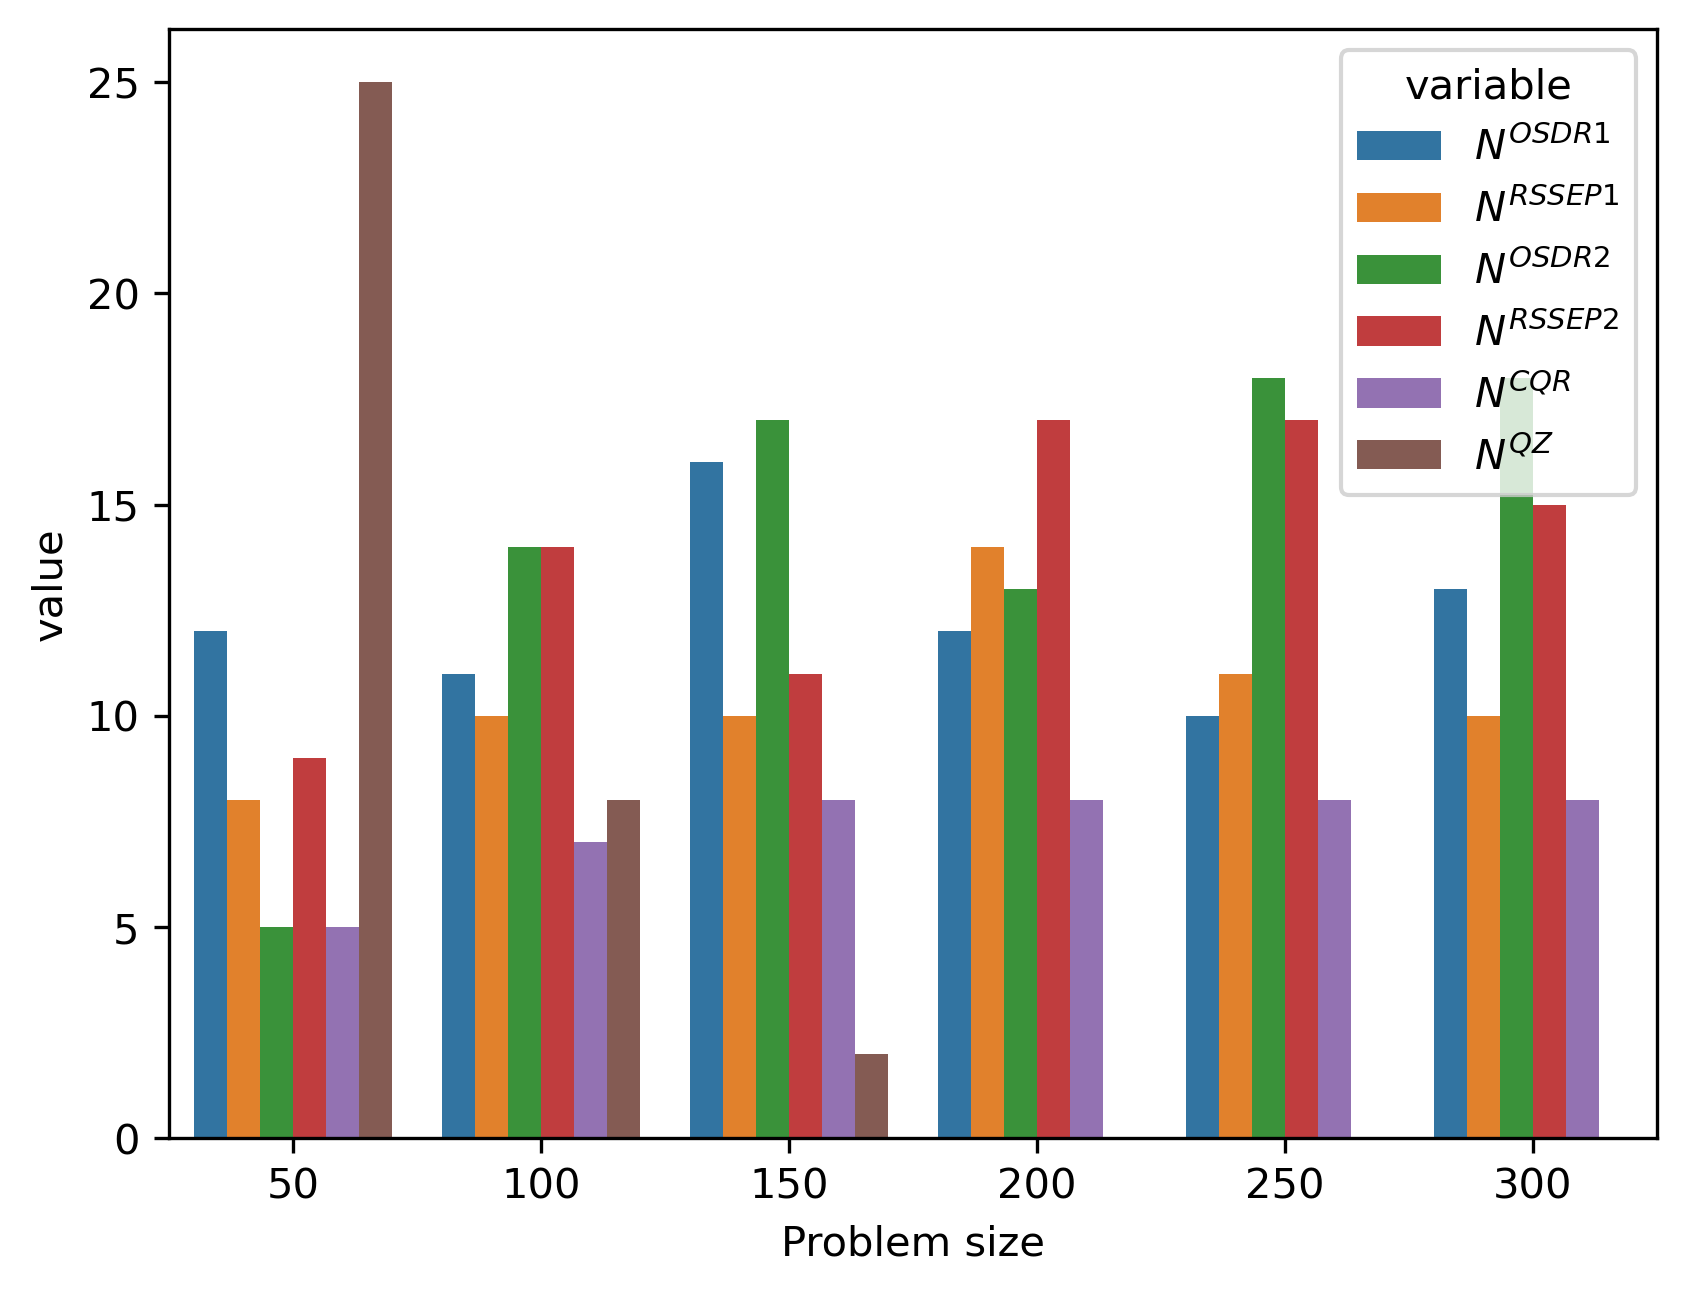 25
20
15
10
5
0
value
50 100 150 200 250 300
Problem size
variable
N^{OSDR1}
N^{RSSEP1}
N^{OSDR2}
N^{RSSEP2}
N^{CQR}
N^{QZ}